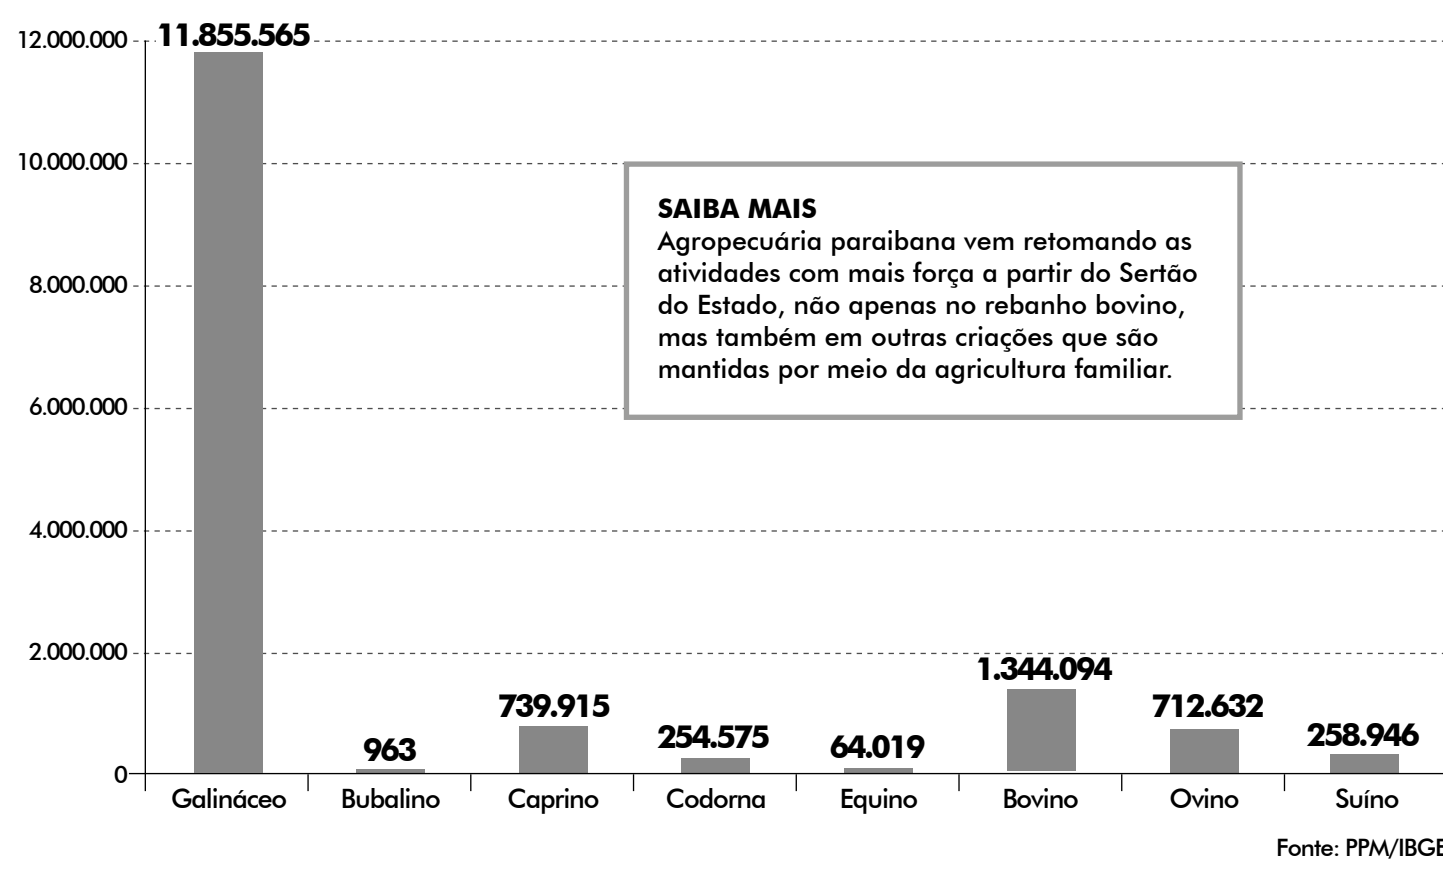 12.000.000
11.855.565
10.000.000
SAIBA MAIS
Agropecuária paraibana vem retomando as
atividades com mais força a partir do Sertão
do Estado, não apenas no rebanho bovino,
mas também em outras criações que são
mantidas por meio da agricultura familiar.
8.000.000
6.000.000
4.000.000
2.000.000
963
739.915
254.575
64.019
1.344.094
712.632
258.946
0
Galináceo Bubalino Caprino Codorna Equino Bovino Ovino Suíno
Fonte: PPM/IBGE